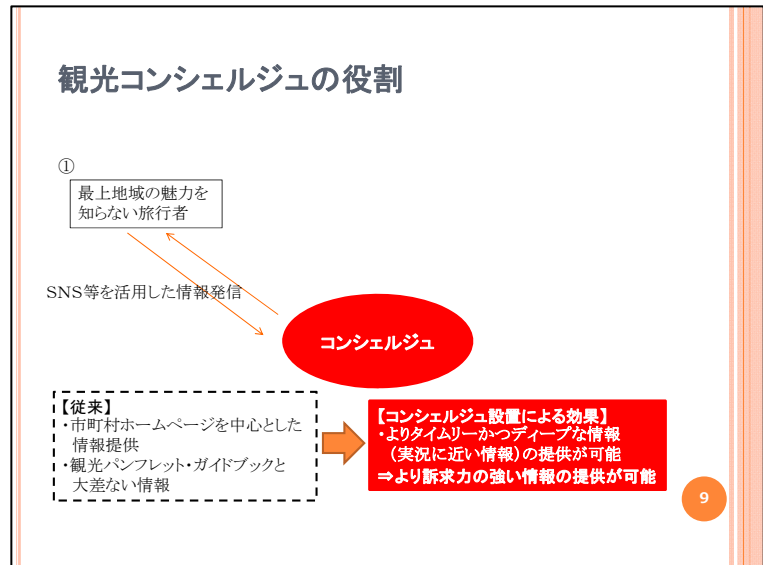 観光コンシェルジュの役割
①
最上地域の魅力を
知らない旅行者
SNS等を活用した情報発信
コンシェルジュ
【従来】
・市町村ホームページを中心とした
情報提供
・観光パンフレット・ガイドブックと
大差ない情報
【コンシェルジュ設置による効果】
・よりタイムリーかつディープな情報
（実況に近い情報）の提供が可能
⇒より訴求力の強い情報の提供が可能
9